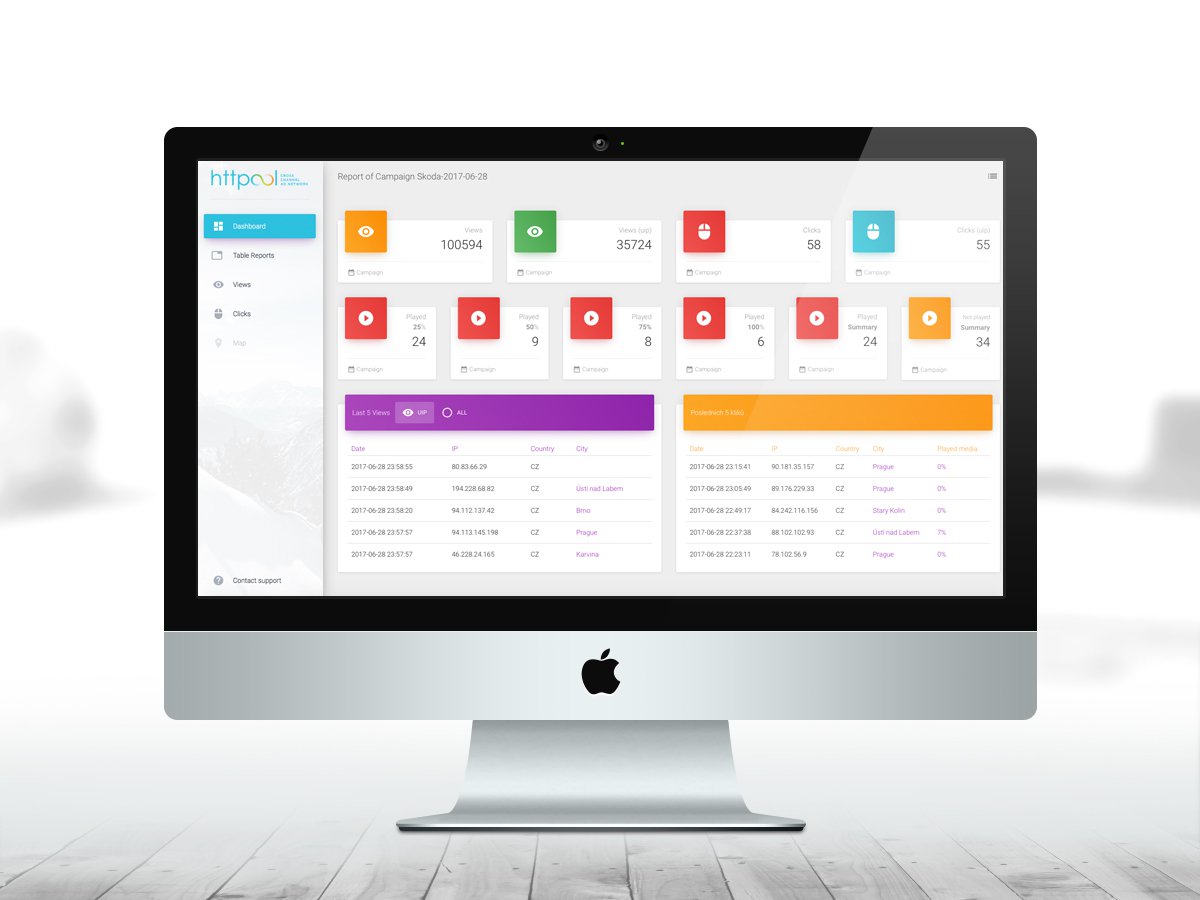 httpool
CROSS
CHANNEL
AD NETWORK
Report of Campaign Skoda-2017-06-28
Dashboard
Table Reports
Views
Clicks
Map
Contact support
Views
100594
Campaign
Views (uip)
35724
Campaign
Clicks
58
Campaign
Clicks (uip)
55
Campaign
Played
25%
24
Campaign
Played
50%
9
Campaign
Played
75%
8
Campaign
Played
100%
6
Campaign
Played
Summary
24
Campaign
Not played
Summary
34
Campaign
Last 5 Views UIP ALL
Date IP Country City
2017-06-28 23:58:55 80.83.66.29 CZ
2017-06-28 23:58:49 194.228.68.82 CZ Ústí nad Labem
2017-06-28 23:58:20 94.112.137.42 CZ Brno
2017-06-28 23:57:57 94.113.145.198 CZ Prague
2017-06-28 23:57:57 46.228.24.165 CZ Karvina
Posledních 5 kliků
Date IP Country City Played media
2017-06-28 23:15:41 90.181.35.157 CZ Prague 0%
2017-06-28 23:05:49 89.176.229.33 CZ Prague 0%
2017-06-28 22:49:17 84.242.116.156 CZ Stary Kolin 0%
2017-06-28 22:37:38 88.102.102.93 CZ Ústí nad Labem 7%
2017-06-28 22:23:11 78.102.56.9 CZ Prague 0%